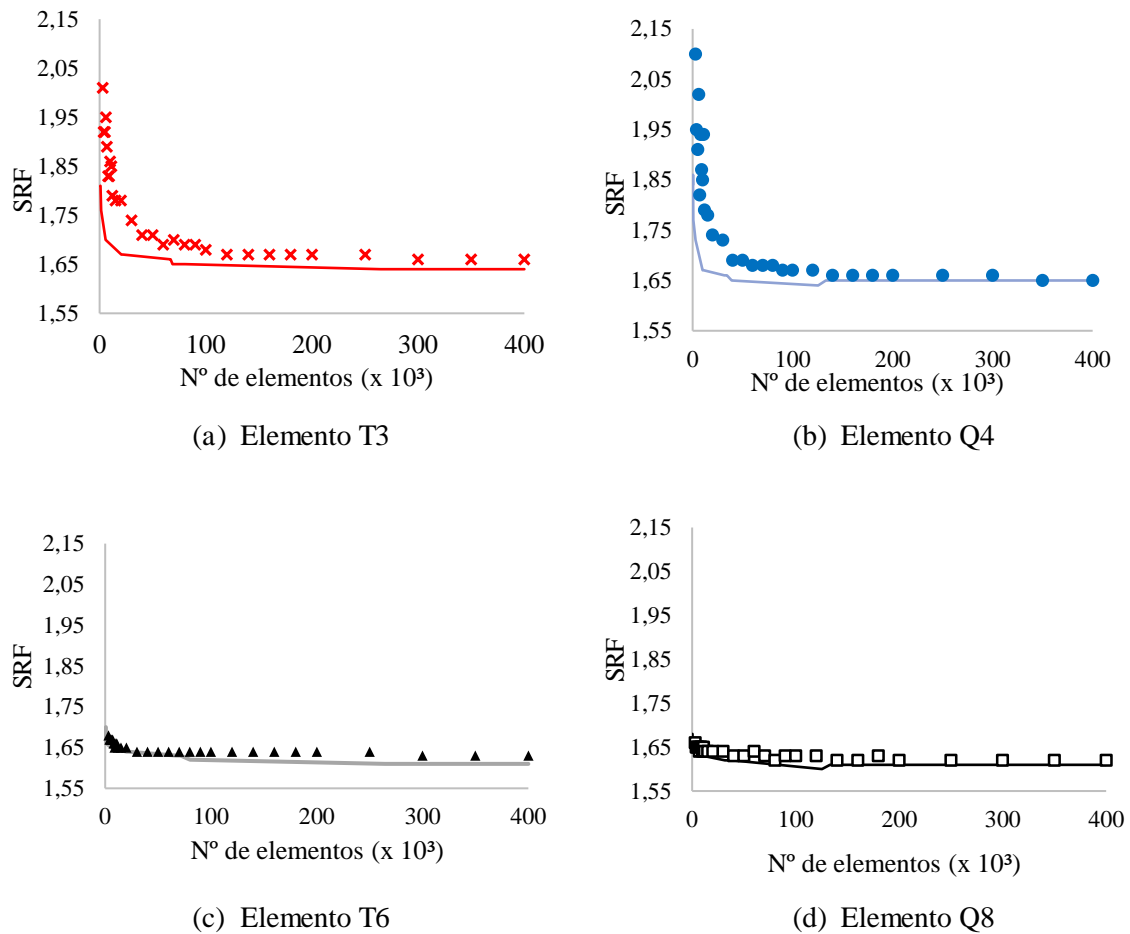 2,15
2,05
1,95
1,85
1,75
1,65
1,55
SRF
0 100 200 300 400
Nº de elementos (x 10³)
(a) Elemento T3
2,15
2,05
1,95
1,85
1,75
1,65
1,55
SRF
0 100 200 300 400
Nº de elementos (x 10³)
(b) Elemento Q4
2,15
2,05
1,95
1,85
1,75
1,65
1,55
SRF
0 100 200 300 400
Nº de elementos (x 10³)
(c) Elemento T6
2,15
2,05
1,95
1,85
1,75
1,65
1,55
SRF
0 100 200 300 400
Nº de elementos (x 10³)
(d) Elemento Q8